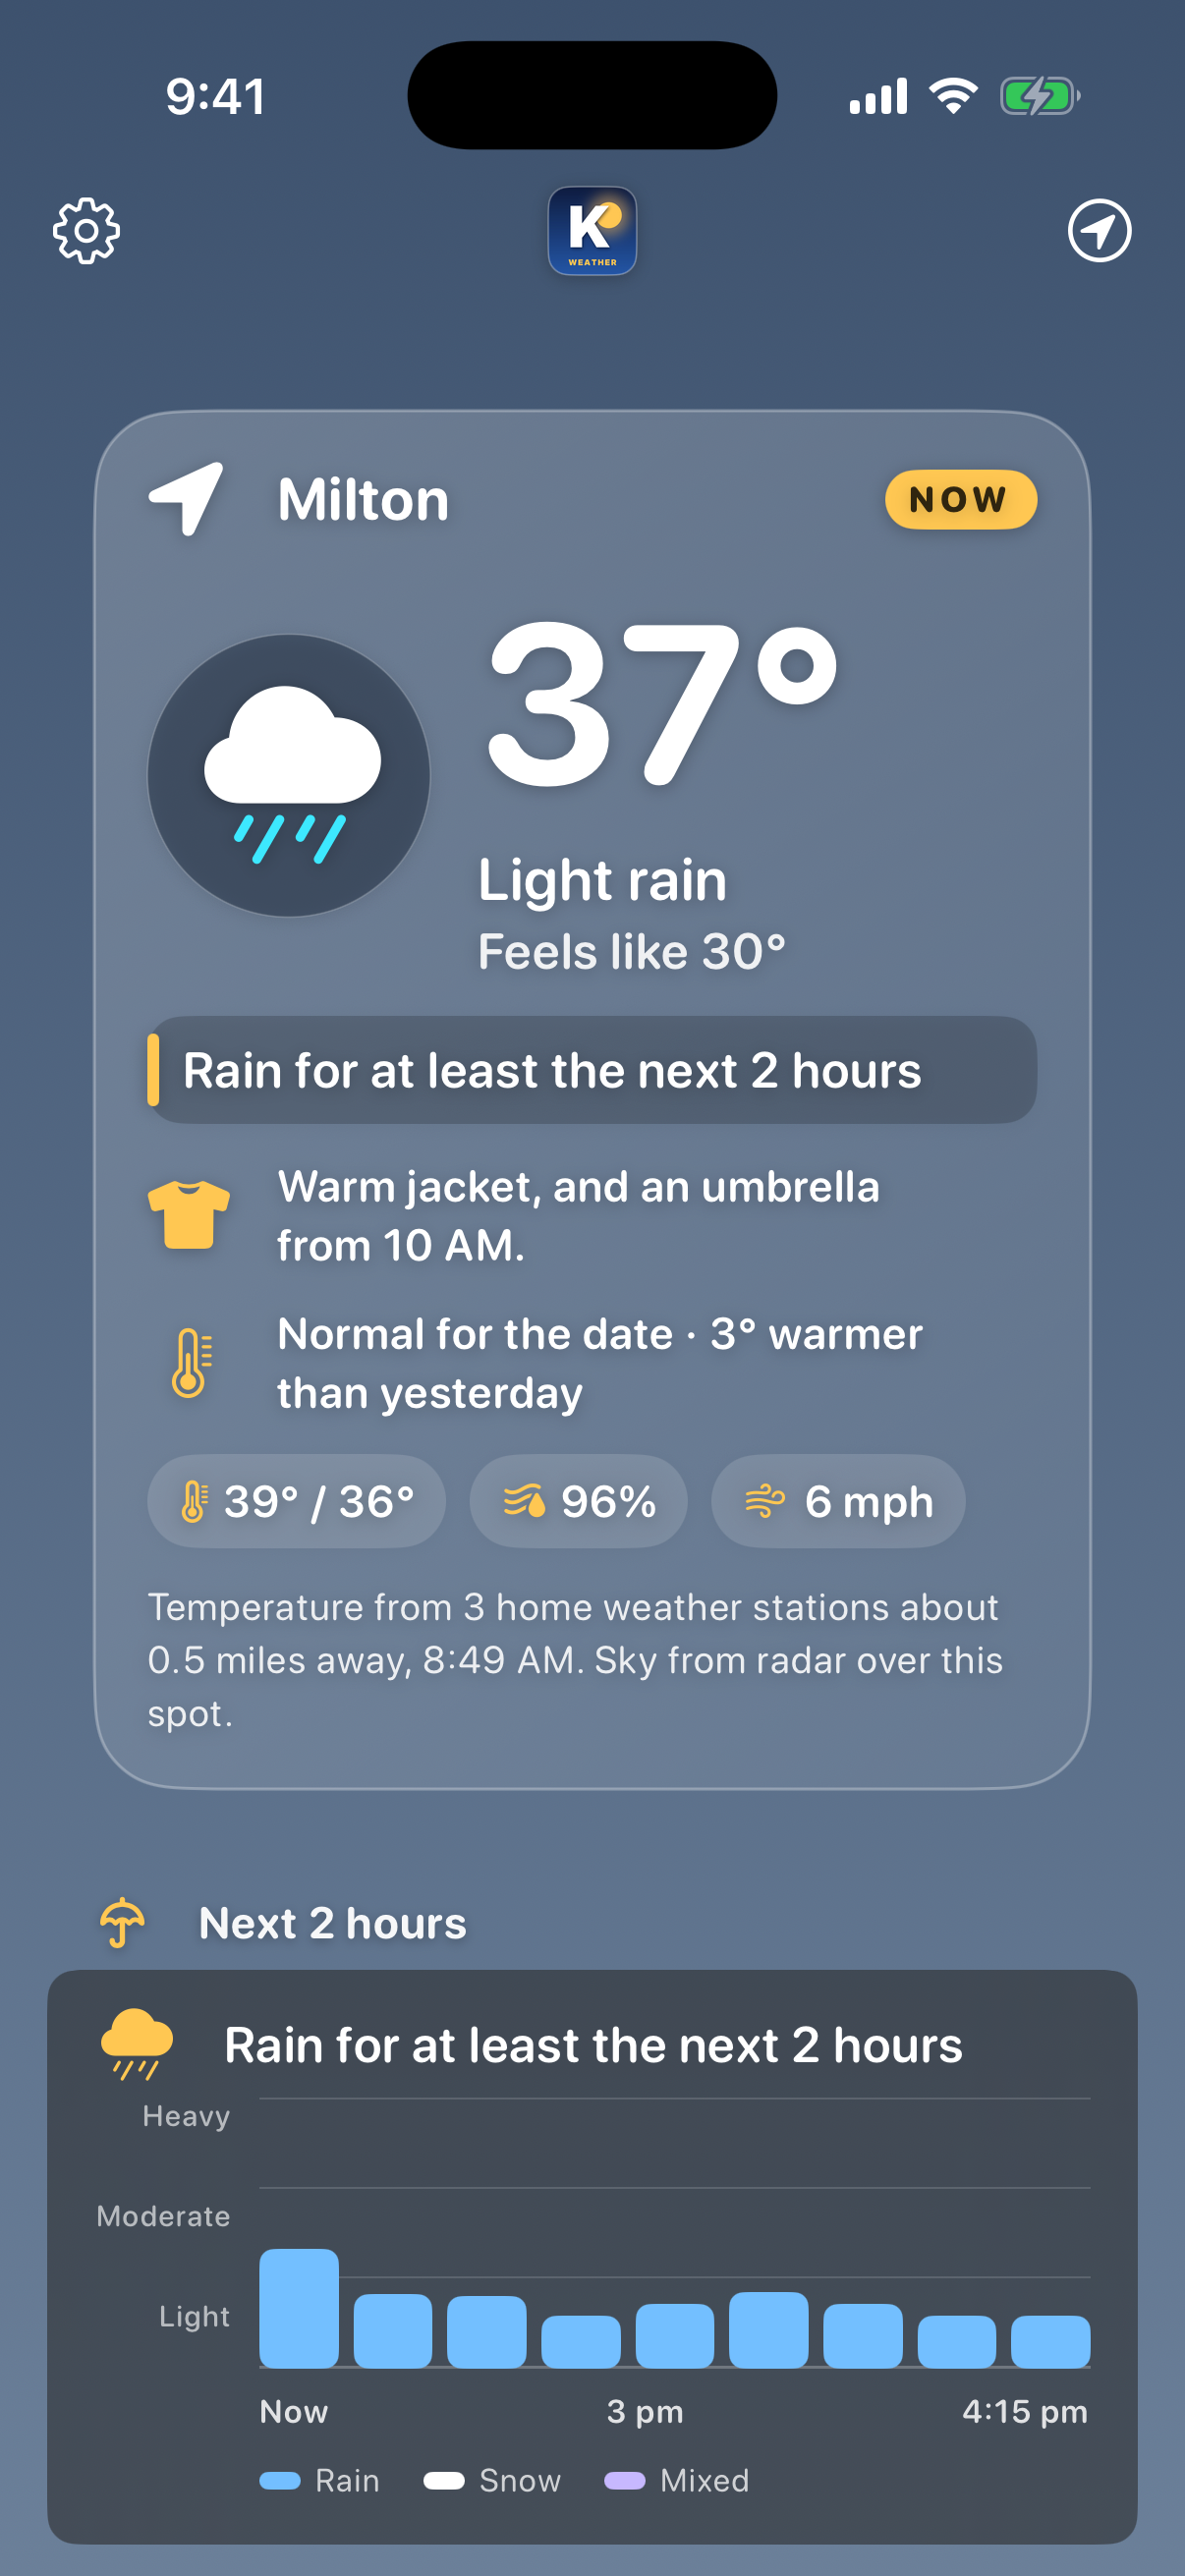 9:41
K
WEATHER
Milton
NOW
37°
Light rain
Feels like 30°
Rain for at least the next 2 hours
Warm jacket, and an umbrella
from 10 AM.
Normal for the date · 3° warmer
than yesterday
39° / 36°
96%
6 mph
Temperature from 3 home weather stations about
0.5 miles away, 8:49 AM. Sky from radar over this
spot.
Next 2 hours
Rain for at least the next 2 hours
Heavy
Moderate
Light
Now
3 pm
4:15 pm
Rain
Snow
Mixed